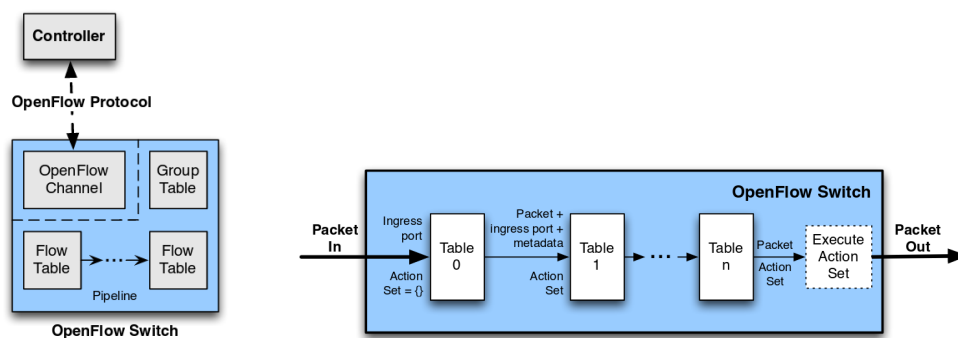 Controller
OpenFlow Protocol
OpenFlow
Channel
Group
Table
Flow
Table
...
Flow
Table
Pipeline
OpenFlow Switch
OpenFlow Switch
Packet
In
Ingress
port
Action
Set = {}
Table
0
Packet +
ingress port +
metadata
Action
Set
Table
1
...
Table
n
Packet
Action
Set
Execute
Action
Set
Packet
Out